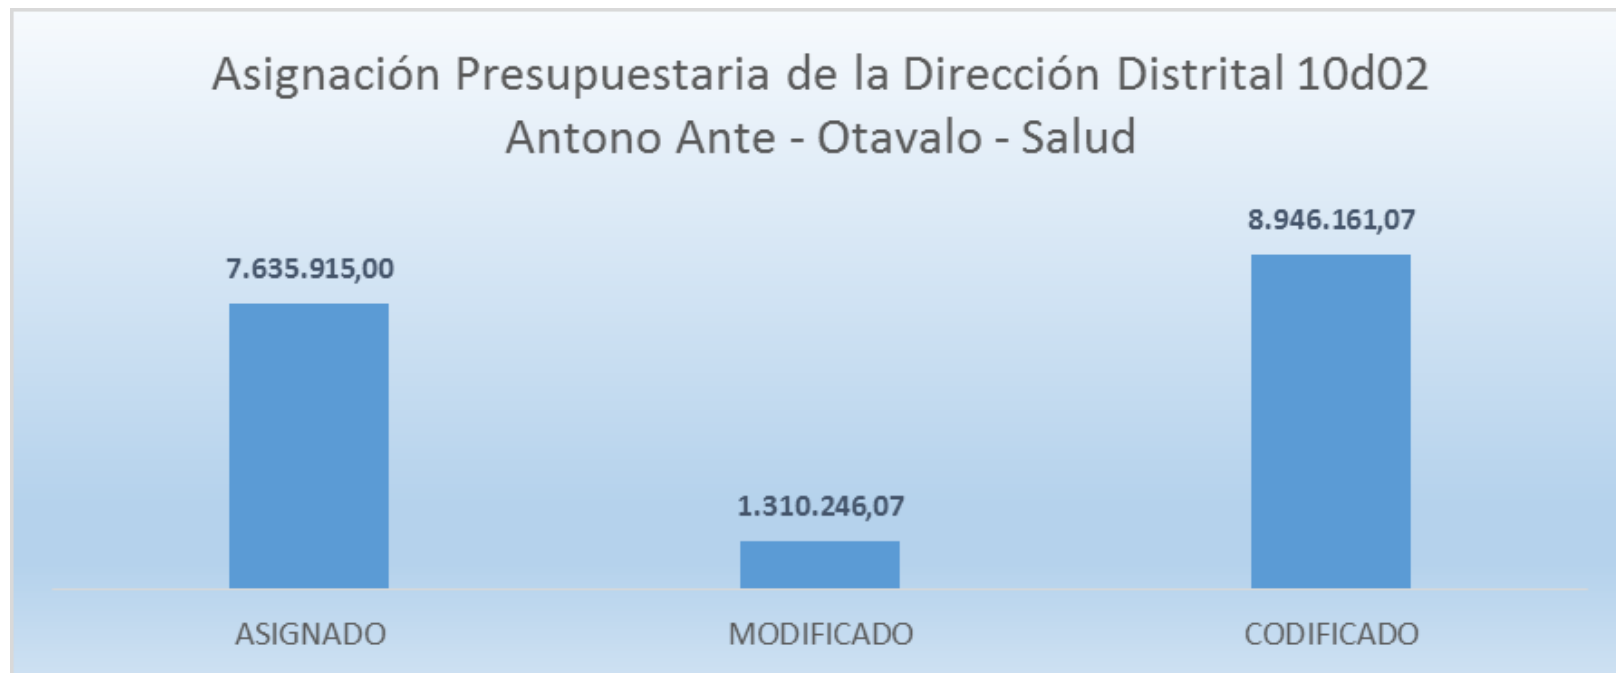 Asignación Presupuestaria de la Dirección Distrital 10d02
Antono Ante - Otavalo - Salud
8.946.161,07
7.635.915,00
1.310.246,07
ASIGNADO
MODIFICADO
CODIFICADO